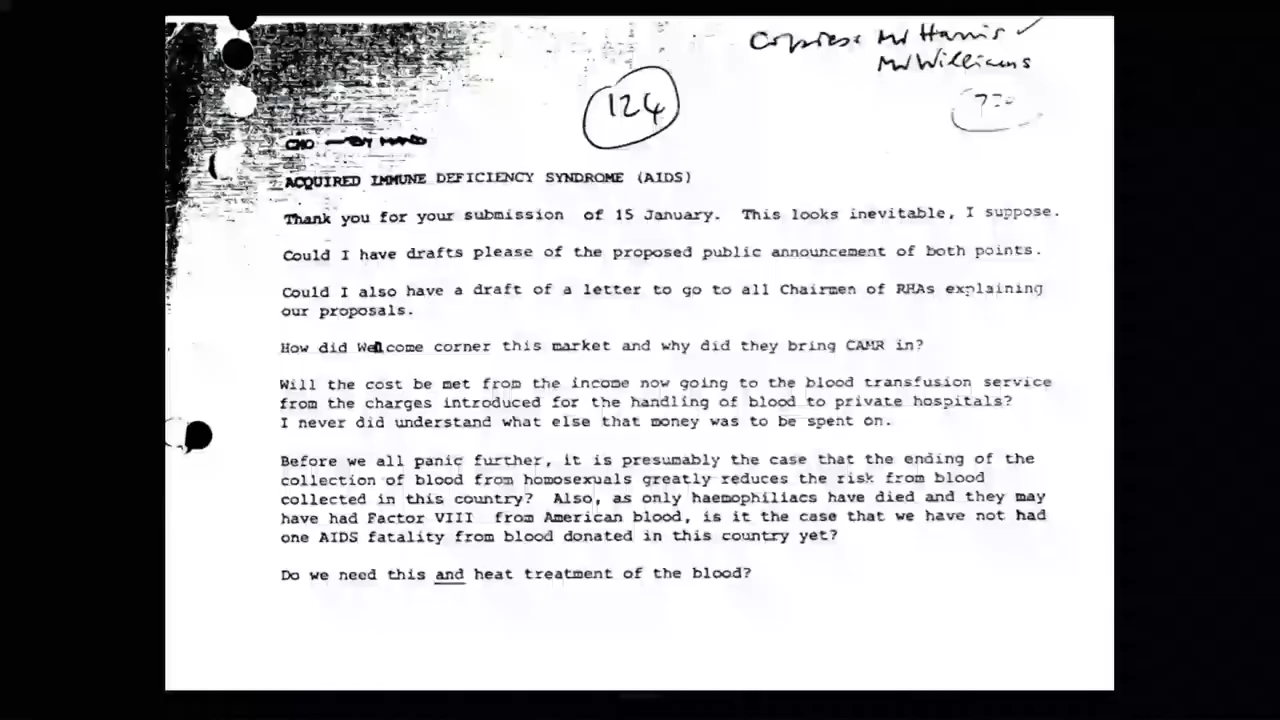 Copies: Mr Harris ✓
Mr Williams
124
CMO — BY HAND
ACQUIRED IMMUNE DEFICIENCY SYNDROME (AIDS)
Thank you for your submission of 15 January. This looks inevitable, I suppose.
Could I have drafts please of the proposed public announcement of both points.
Could I also have a draft of a letter to go to all Chairmen of RHAs explaining
our proposals.
How did Wellcome corner this market and why did they bring CAMR in?
Will the cost be met from the income now going to the blood transfusion service
from the charges introduced for the handling of blood to private hospitals?
I never did understand what else that money was to be spent on.
Before we all panic further, it is presumably the case that the ending of the
collection of blood from homosexuals greatly reduces the risk from blood
collected in this country? Also, as only haemophiliacs have died and they may
have had Factor VIII from American blood, is it the case that we have not had
one AIDS fatality from blood donated in this country yet?
Do we need this and heat treatment of the blood?